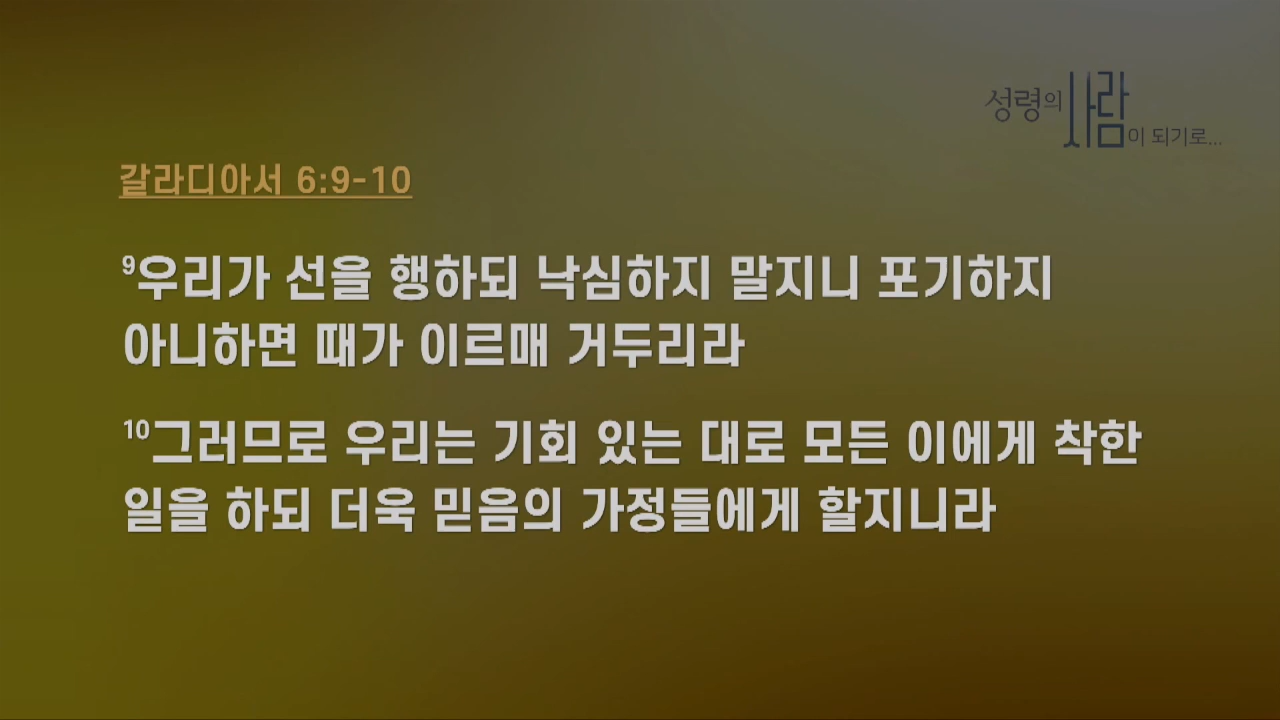 성령의 사람이 되기로...
갈라디아서 6:9-10
⁹우리가 선을 행하되 낙심하지 말지니 포기하지
아니하면 때가 이르매 거두리라
¹⁰그러므로 우리는 기회 있는 대로 모든 이에게 착한
일을 하되 더욱 믿음의 가정들에게 할지니라